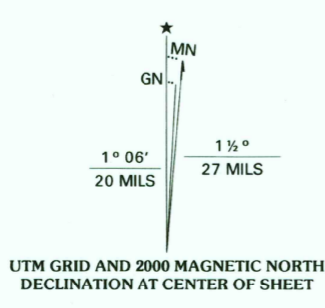 ★
MN
GN
1° 06′
20 MILS
1 ½°
27 MILS
UTM GRID AND 2000 MAGNETIC NORTH
DECLINATION AT CENTER OF SHEET